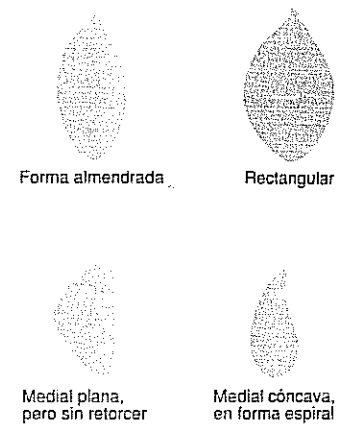 Forma almendrada
Rectangular
Medial plana,
pero sin retorcer
Medial cóncava,
en forma espiral